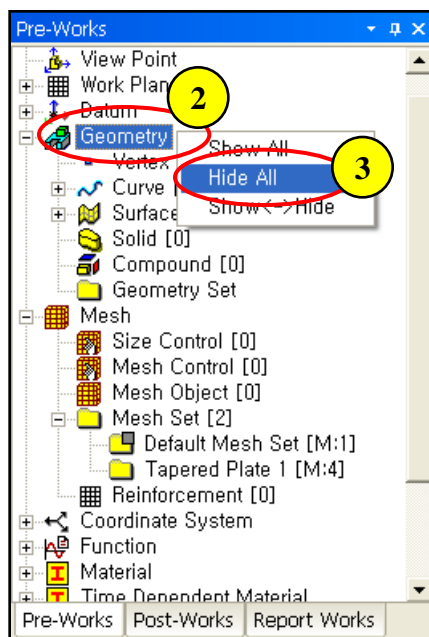 Pre-Works
View Point
Work Plan
2
Datum
Geometry
Show All
Vertex
3
Hide All
Curve
Surface
Show<->Hide
Solid [0]
Compound [0]
Geometry Set
Mesh
Size Control [0]
Mesh Control [0]
Mesh Object [0]
Mesh Set [2]
Default Mesh Set [M:1]
Tapered Plate 1 [M:4]
Reinforcement [0]
Coordinate System
Function
Material
Time Dependent Material
Pre-Works Post-Works Report Works